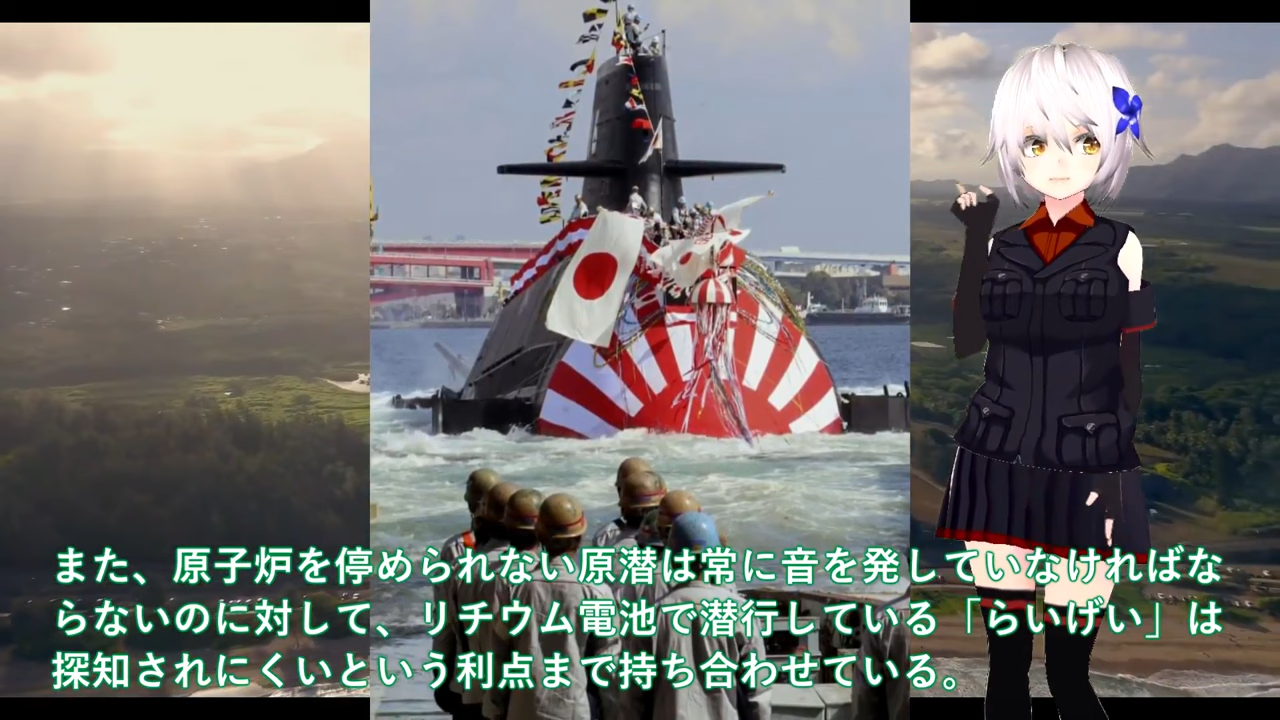 また、原子炉を停められない原潜は常に音を発していなければな
らないのに対して、リチウム電池で潜行している「らいげい」は
探知されにくいという利点まで持ち合わせている。